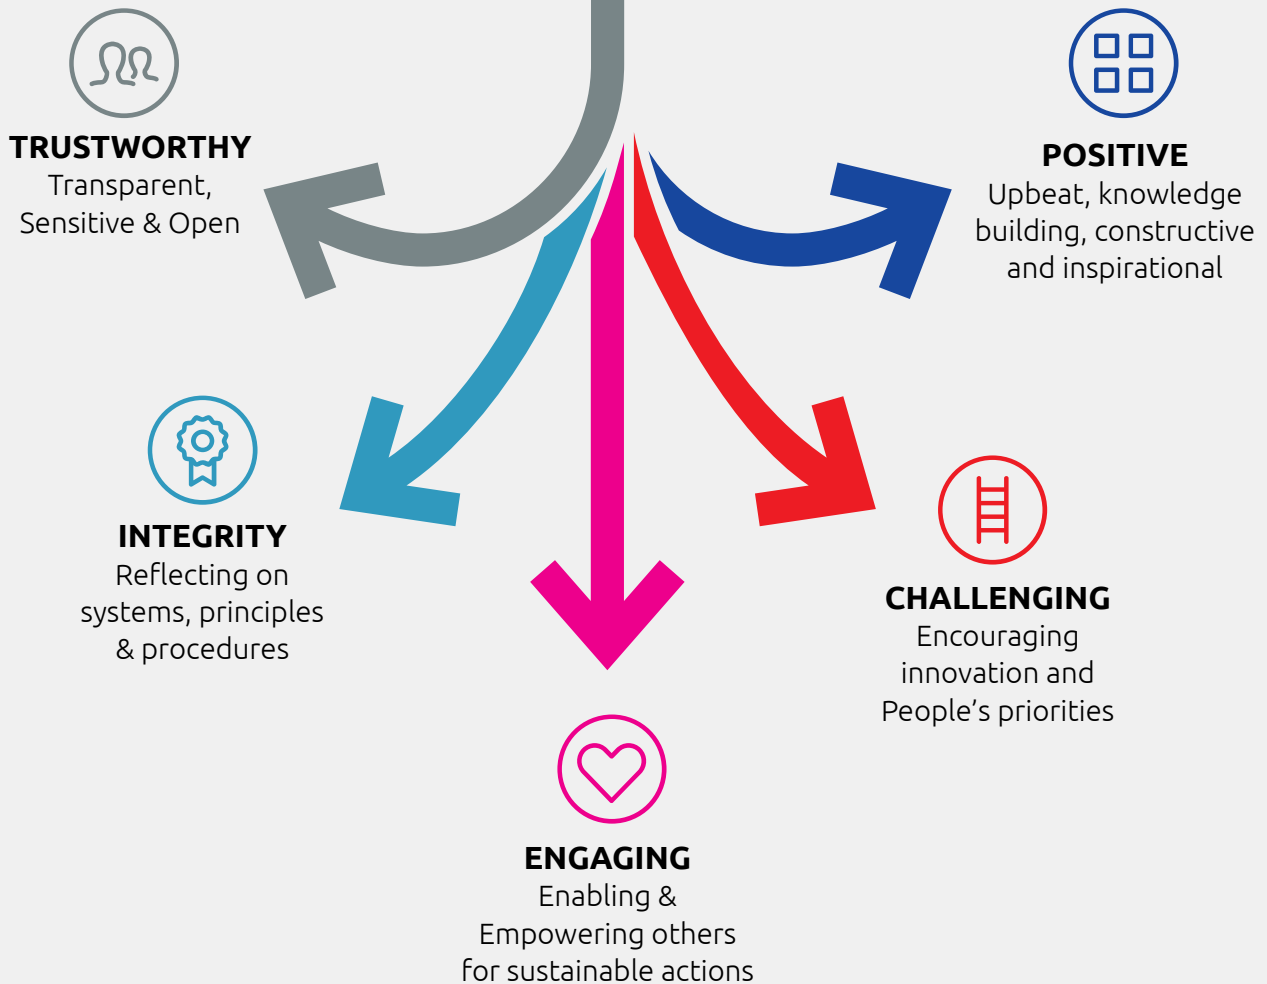 TRUSTWORTHY
Transparent,
Sensitive & Open
POSITIVE
Upbeat, knowledge
building, constructive
and inspirational
INTEGRITY
Reflecting on
systems, principles
& procedures
CHALLENGING
Encouraging
innovation and
People’s priorities
ENGAGING
Enabling &
Empowering others
for sustainable actions